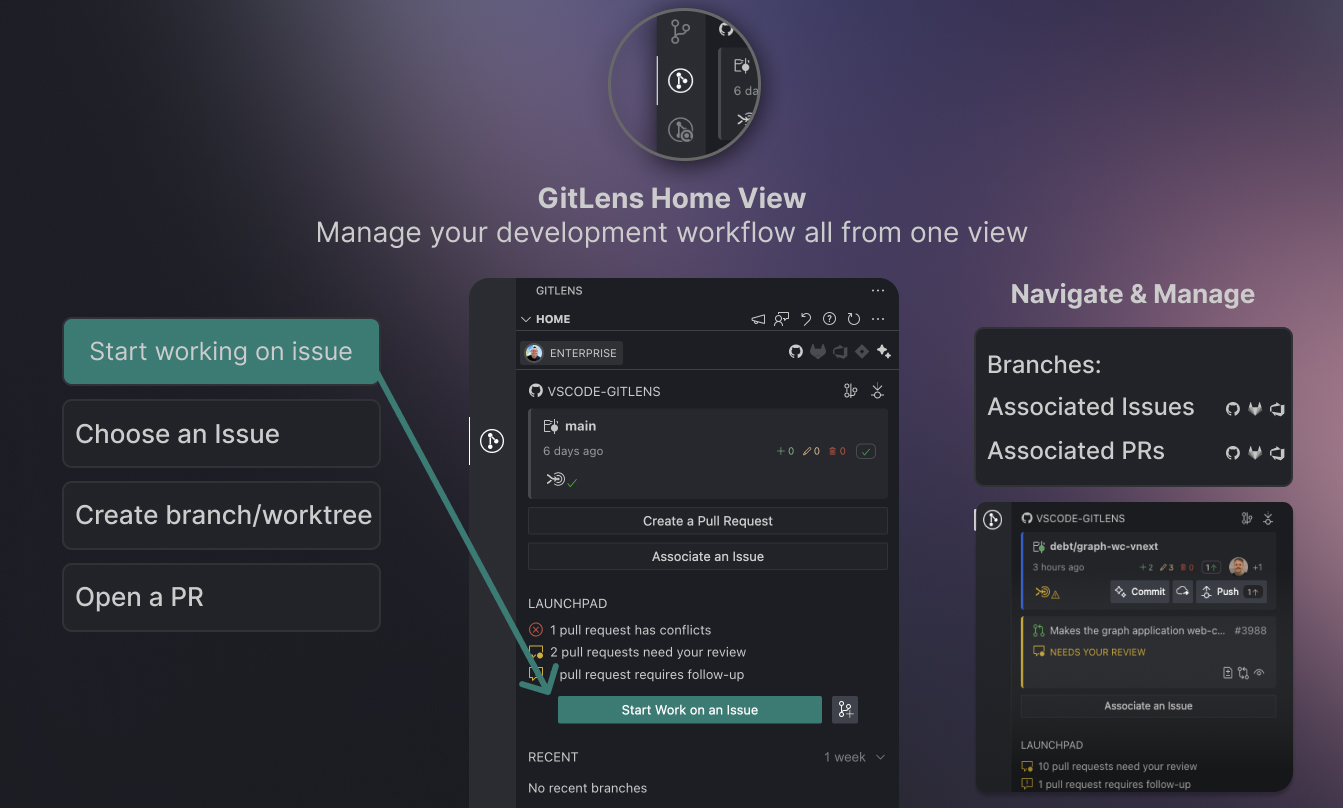 6 da
GitLens Home View
Manage your development workflow all from one view
Start working on issue
Choose an Issue
Create branch/worktree
Open a PR
GITLENS
HOME
ENTERPRISE
VSCODE-GITLENS
main
6 days ago +0 0 0
Create a Pull Request
Associate an Issue
LAUNCHPAD
1 pull request has conflicts
2 pull requests need your review
pull request requires follow-up
Start Work on an Issue
RECENT 1 week
No recent branches
Navigate & Manage
Branches:
Associated Issues
Associated PRs
VSCODE-GITLENS
debt/graph-wc-vnext
3 hours ago +2 3 0 1↑ +1
Commit Push 1↑
Makes the graph application web-c... #3988
NEEDS YOUR REVIEW
Associate an Issue
LAUNCHPAD
10 pull requests need your review
1 pull request requires follow-up